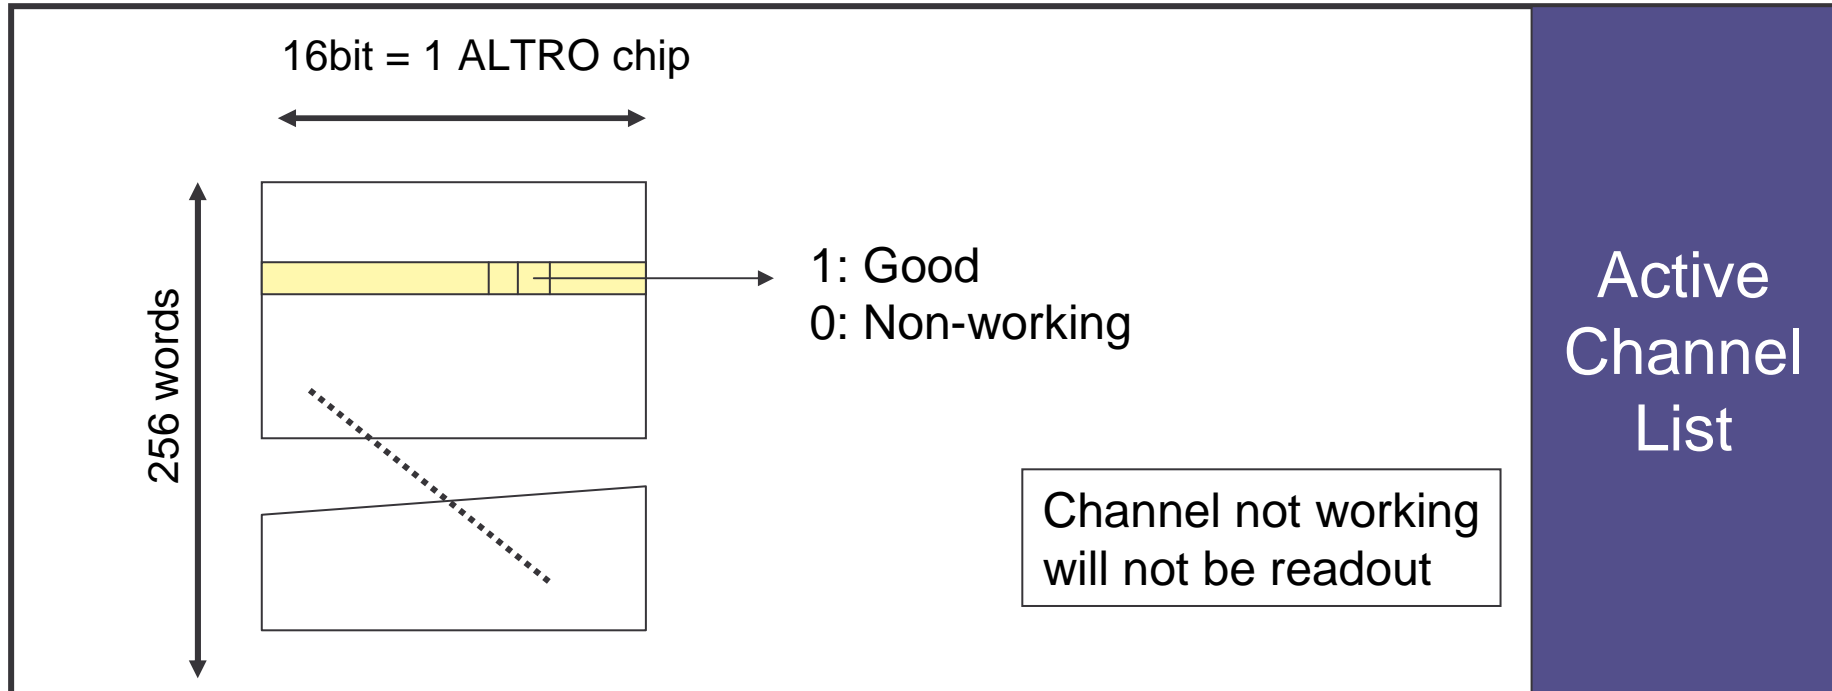 16bit = 1 ALTRO chip
256 words
1: Good
0: Non-working
Channel not working
will not be readout
Active
Channel
List